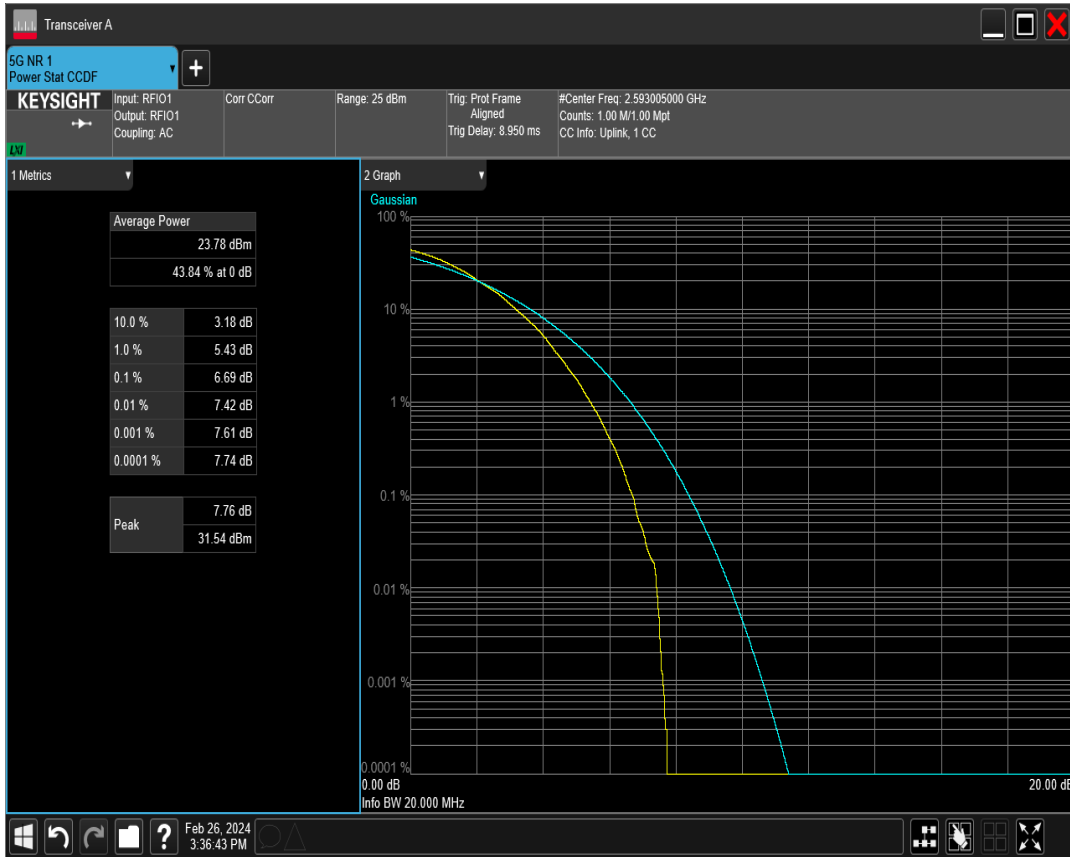 Transceiver A
5G NR 1
Power Stat CCDF
+
KEYSIGHT
LXI
Input: RFIO1
Output: RFIO1
Coupling: AC
Corr CCorr
Range: 25 dBm
Trig: Prot Frame
Aligned
Trig Delay: 8.950 ms
#Center Freq: 2.593005000 GHz
Counts: 1.00 M/1.00 Mpt
CC Info: Uplink, 1 CC
1 Metrics
Average Power
23.78 dBm
43.84 % at 0 dB
10.0 % 3.18 dB
1.0 % 5.43 dB
0.1 % 6.69 dB
0.01 % 7.42 dB
0.001 % 7.61 dB
0.0001 % 7.74 dB
Peak
7.76 dB
31.54 dBm
2 Graph
Gaussian
100 %
10 %
1 %
0.1 %
0.01 %
0.001 %
0.0001 %
0.00 dB 20.00 dB
Info BW 20.000 MHz
?
Feb 26, 2024
3:36:43 PM